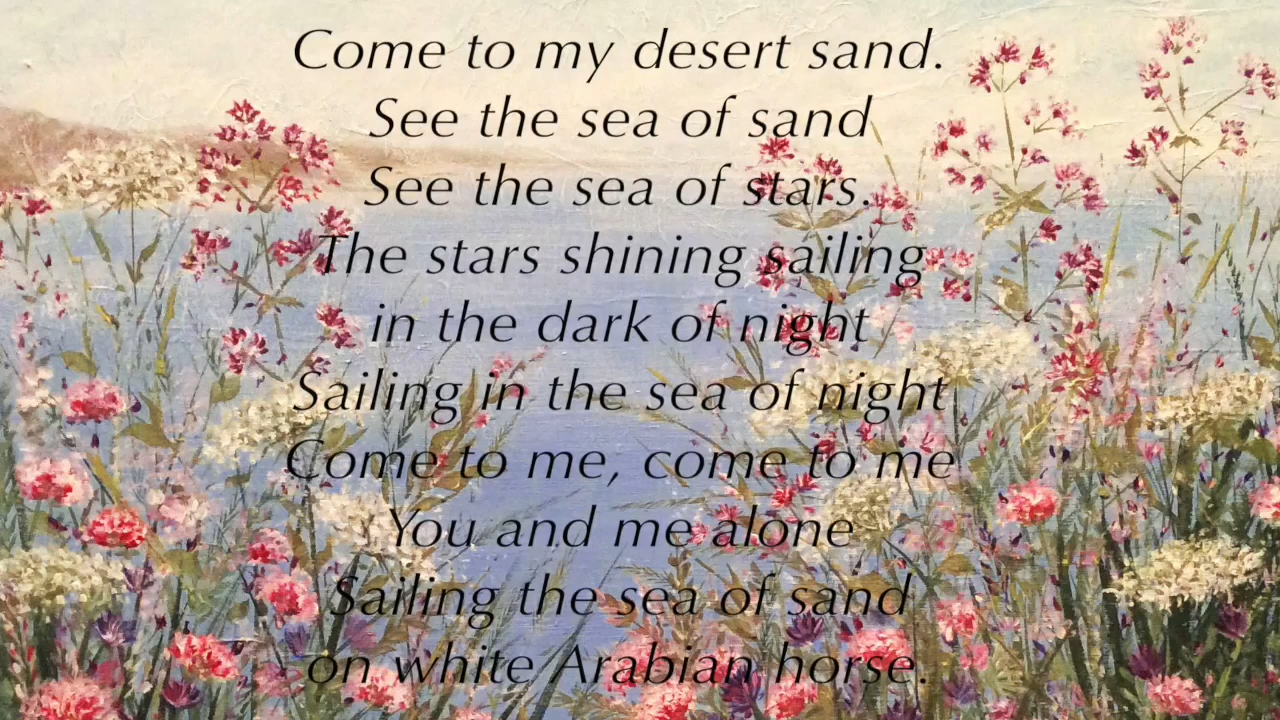 Come to my desert sand.
See the sea of sand
See the sea of stars.
The stars shining sailing
in the dark of night
Sailing in the sea of night
Come to me, come to me
You and me alone
Sailing the sea of sand
on white Arabian horse.